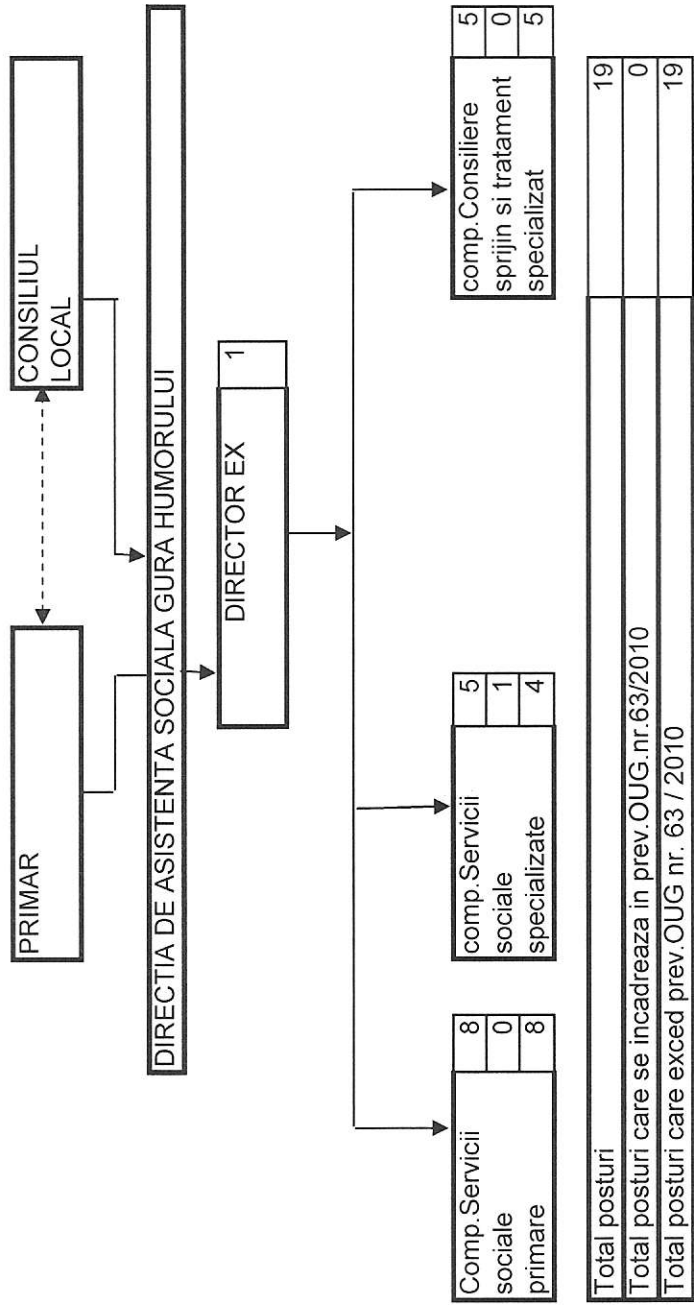 PRIMAR
CONSILIUL
LOCAL
DIRECTIA DE ASISTENTA SOCIALA GURA HUMORULUI
DIRECTOR EX
1
Comp.Servicii
sociale
primare
8
0
8
comp.Servicii
sociale
specializate
5
1
4
comp.Consiliere
sprijin si tratament
specializat
5
0
5
Total posturi 19
Total posturi care se incadreaza in prev.OUG.nr.63/2010 0
Total posturi care exced prev.OUG nr. 63 / 2010 19